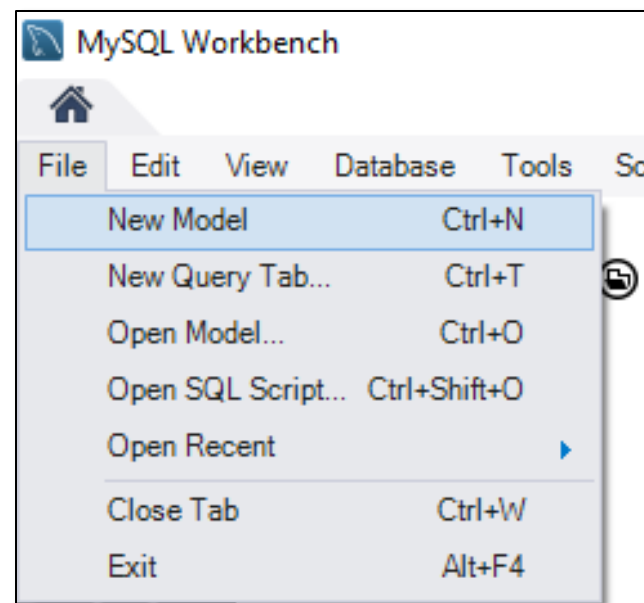 MySQL Workbench
File Edit View Database Tools
New Model Ctrl+N
New Query Tab... Ctrl+T
Open Model... Ctrl+O
Open SQL Script... Ctrl+Shift+O
Open Recent
Close Tab Ctrl+W
Exit Alt+F4